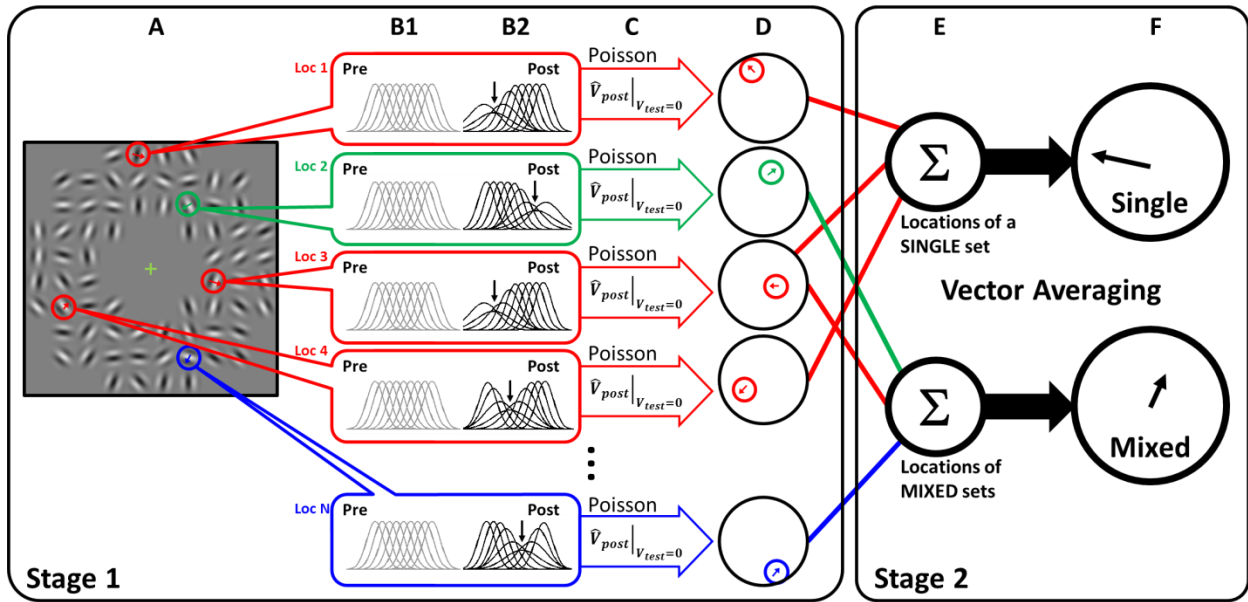 A B1 B2 C D E F
Loc 1
Pre Post
Poisson
V̂post|Vtest=0
Loc 2
Pre Post
Poisson
V̂post|Vtest=0
Loc 3
Pre Post
Poisson
V̂post|Vtest=0
Loc 4
Pre Post
Poisson
V̂post|Vtest=0
Loc N
Pre Post
Poisson
V̂post|Vtest=0
Stage 1
Σ
Locations of a
SINGLE set
Single
Vector Averaging
Σ
Locations of
MIXED sets
Mixed
Stage 2